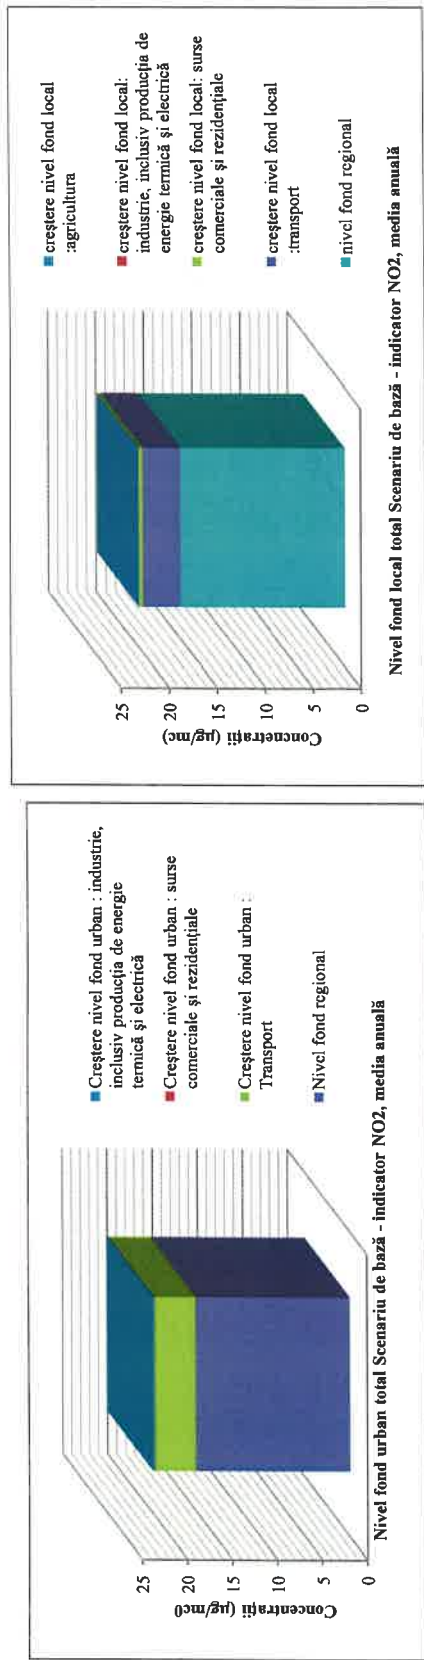 Concentrații (µg/mc0
25
20
15
10
5
0
Creștere nivel fond urban : industrie,
inclusiv producția de energie
termică și electrică
Creștere nivel fond urban : surse
comerciale și rezidențiale
Creștere nivel fond urban :
Transport
Nivel fond regional
Nivel fond urban total Scenariu de bază - indicator NO2, media anuală
Concnetrații (µg/mc)
25
20
15
10
5
0
creștere nivel fond local
:agricultura
creștere nivel fond local:
industrie, inclusiv producția de
energie termică și electrică
creștere nivel fond local: surse
comerciale și rezidențiale
creștere nivel fond local
:transport
nivel fond regional
Nivel fond local total Scenariu de bază - indicator NO2, media anuală